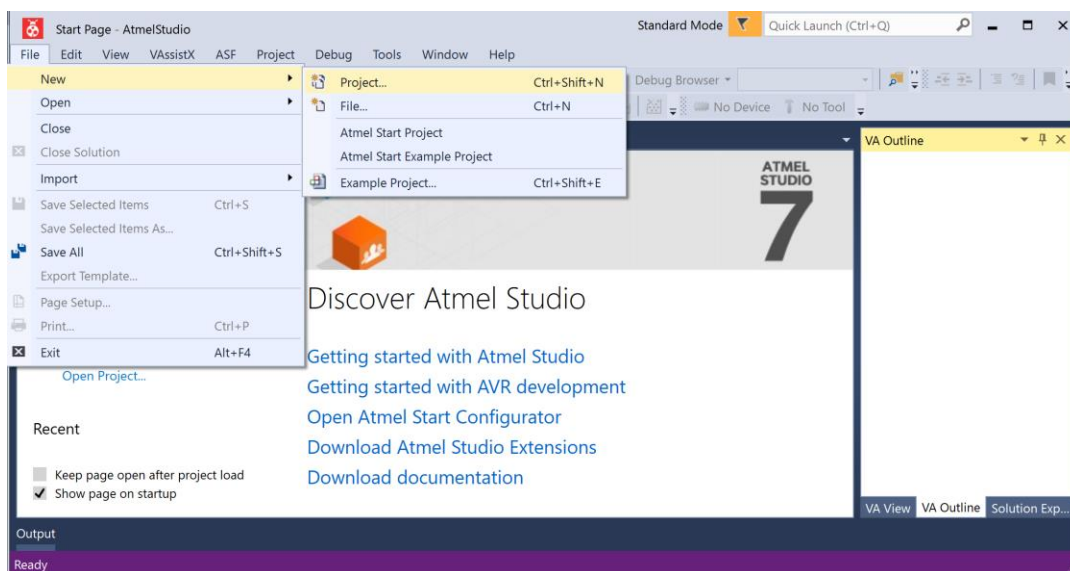 Start Page - AtmelStudio
Standard Mode
Quick Launch (Ctrl+Q)
File Edit View VAssistX ASF Project Debug Tools Window Help
New
Open
Close
Close Solution
Import
Save Selected Items Ctrl+S
Save Selected Items As...
Save All Ctrl+Shift+S
Export Template...
Page Setup...
Print... Ctrl+P
Exit Alt+F4
Project... Ctrl+Shift+N
File... Ctrl+N
Atmel Start Project
Atmel Start Example Project
Example Project... Ctrl+Shift+E
Debug Browser
No Device No Tool
VA Outline
ATMEL
STUDIO
7
Discover Atmel Studio
Getting started with Atmel Studio
Getting started with AVR development
Open Atmel Start Configurator
Download Atmel Studio Extensions
Download documentation
Open Project...
Recent
Keep page open after project load
Show page on startup
VA View VA Outline Solution Exp...
Output
Ready